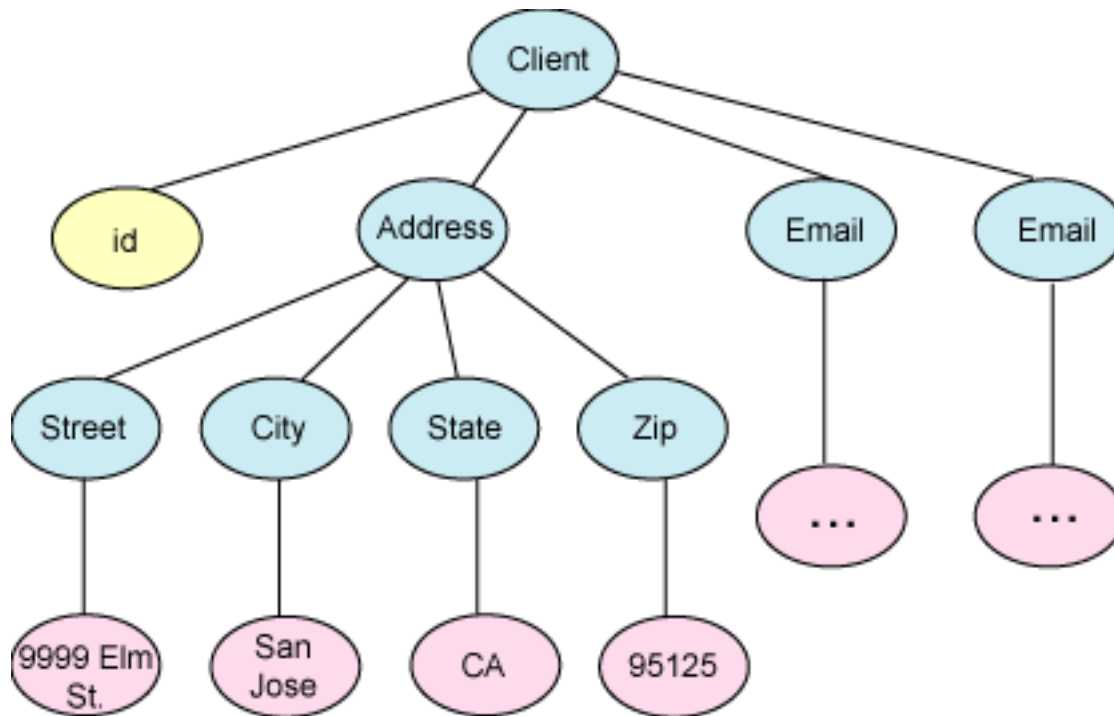 Client
id
Address
Email
Email
Street
City
State
Zip
...
...
9999 Elm
St.
San
Jose
CA
95125